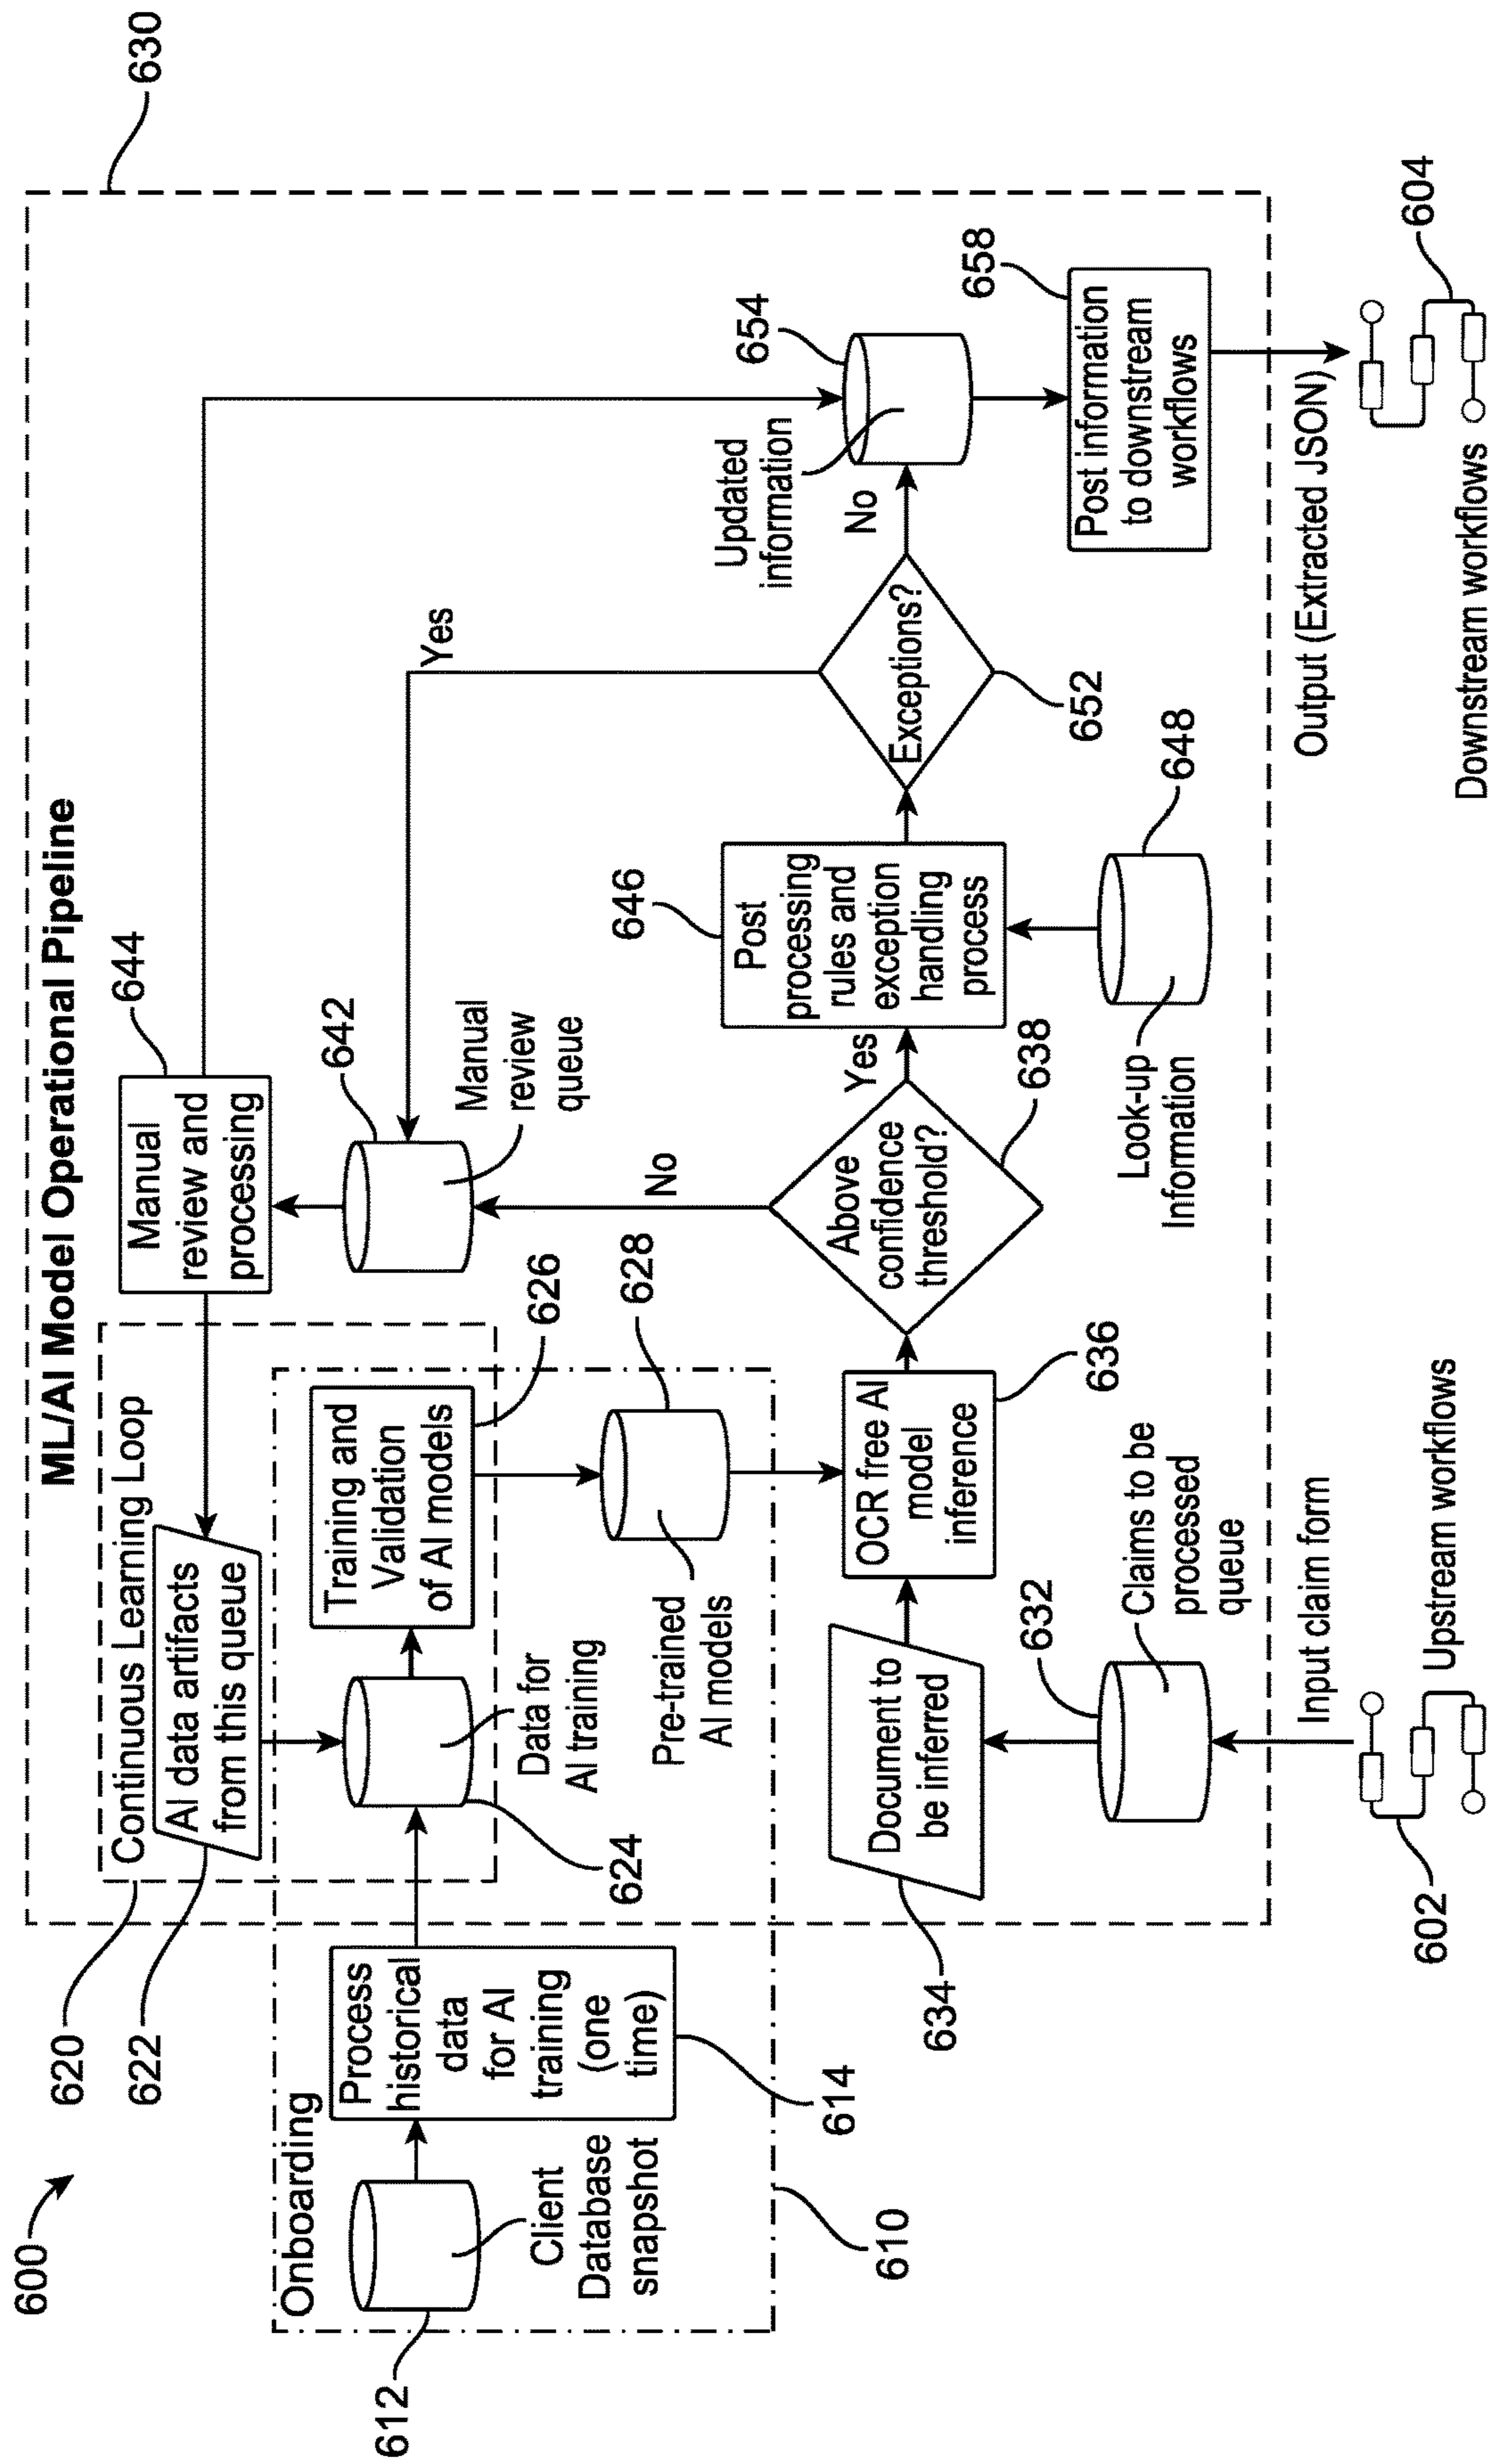 600
ML/AI Model Operational Pipeline
630
620
Continuous Learning Loop
622
AI data artifacts
from this queue
644
Manual
review and
processing
Onboarding
612
Client
Database
snapshot
610
Process
historical
data
for AI
training
(one
time)
614
624
Data for
AI training
Training and
Validation
of AI models
626
628
Pre-trained
AI models
642
Manual
review
queue
Yes
No
634
Document to
be inferred
OCR free AI
model
inference
636
Above
confidence
threshold?
638
Yes
646
Post
processing
rules and
exception
handling
process
Exceptions?
652
No
Updated
information
654
632
Claims to be
processed
queue
Look-up
Information
648
658
Post information
to downstream
workflows
Input claim form
Output (Extracted JSON)
602
Upstream workflows
604
Downstream workflows